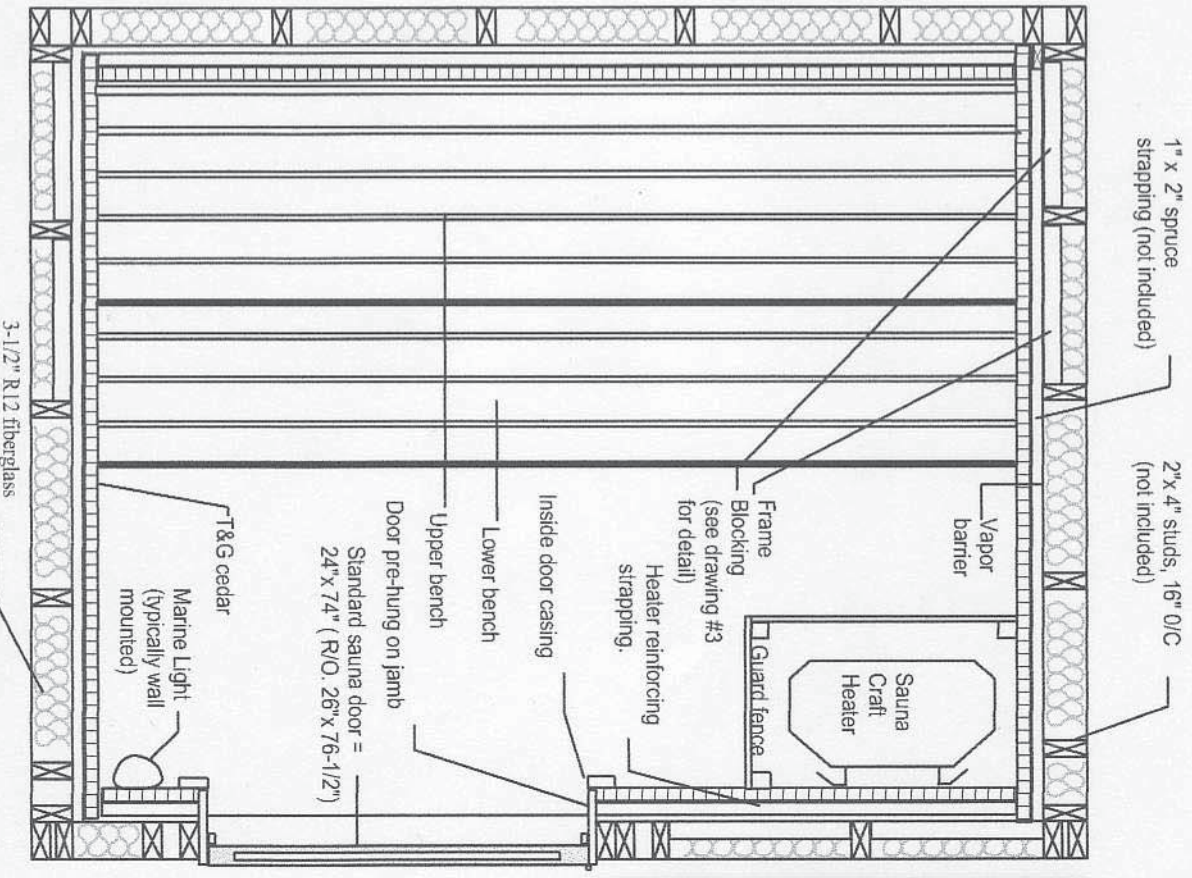 1" x 2" spruce
strapping (not included)
2"x 4" studs, 16" 0/C
(not included)
Vapor
barrier
Frame
Blocking
(see drawing #3
for detail)
Heater reinforcing
strapping.
Sauna
Craft
Heater
Guard fence
Inside door casing
Lower bench
Upper bench
Door pre-hung on jamb
Standard sauna door =
24"x74" ( R/O. 26"x76-1/2")
T&G cedar
Marine Light
(typically wall
mounted)
3-1/2" R12 fiberglass